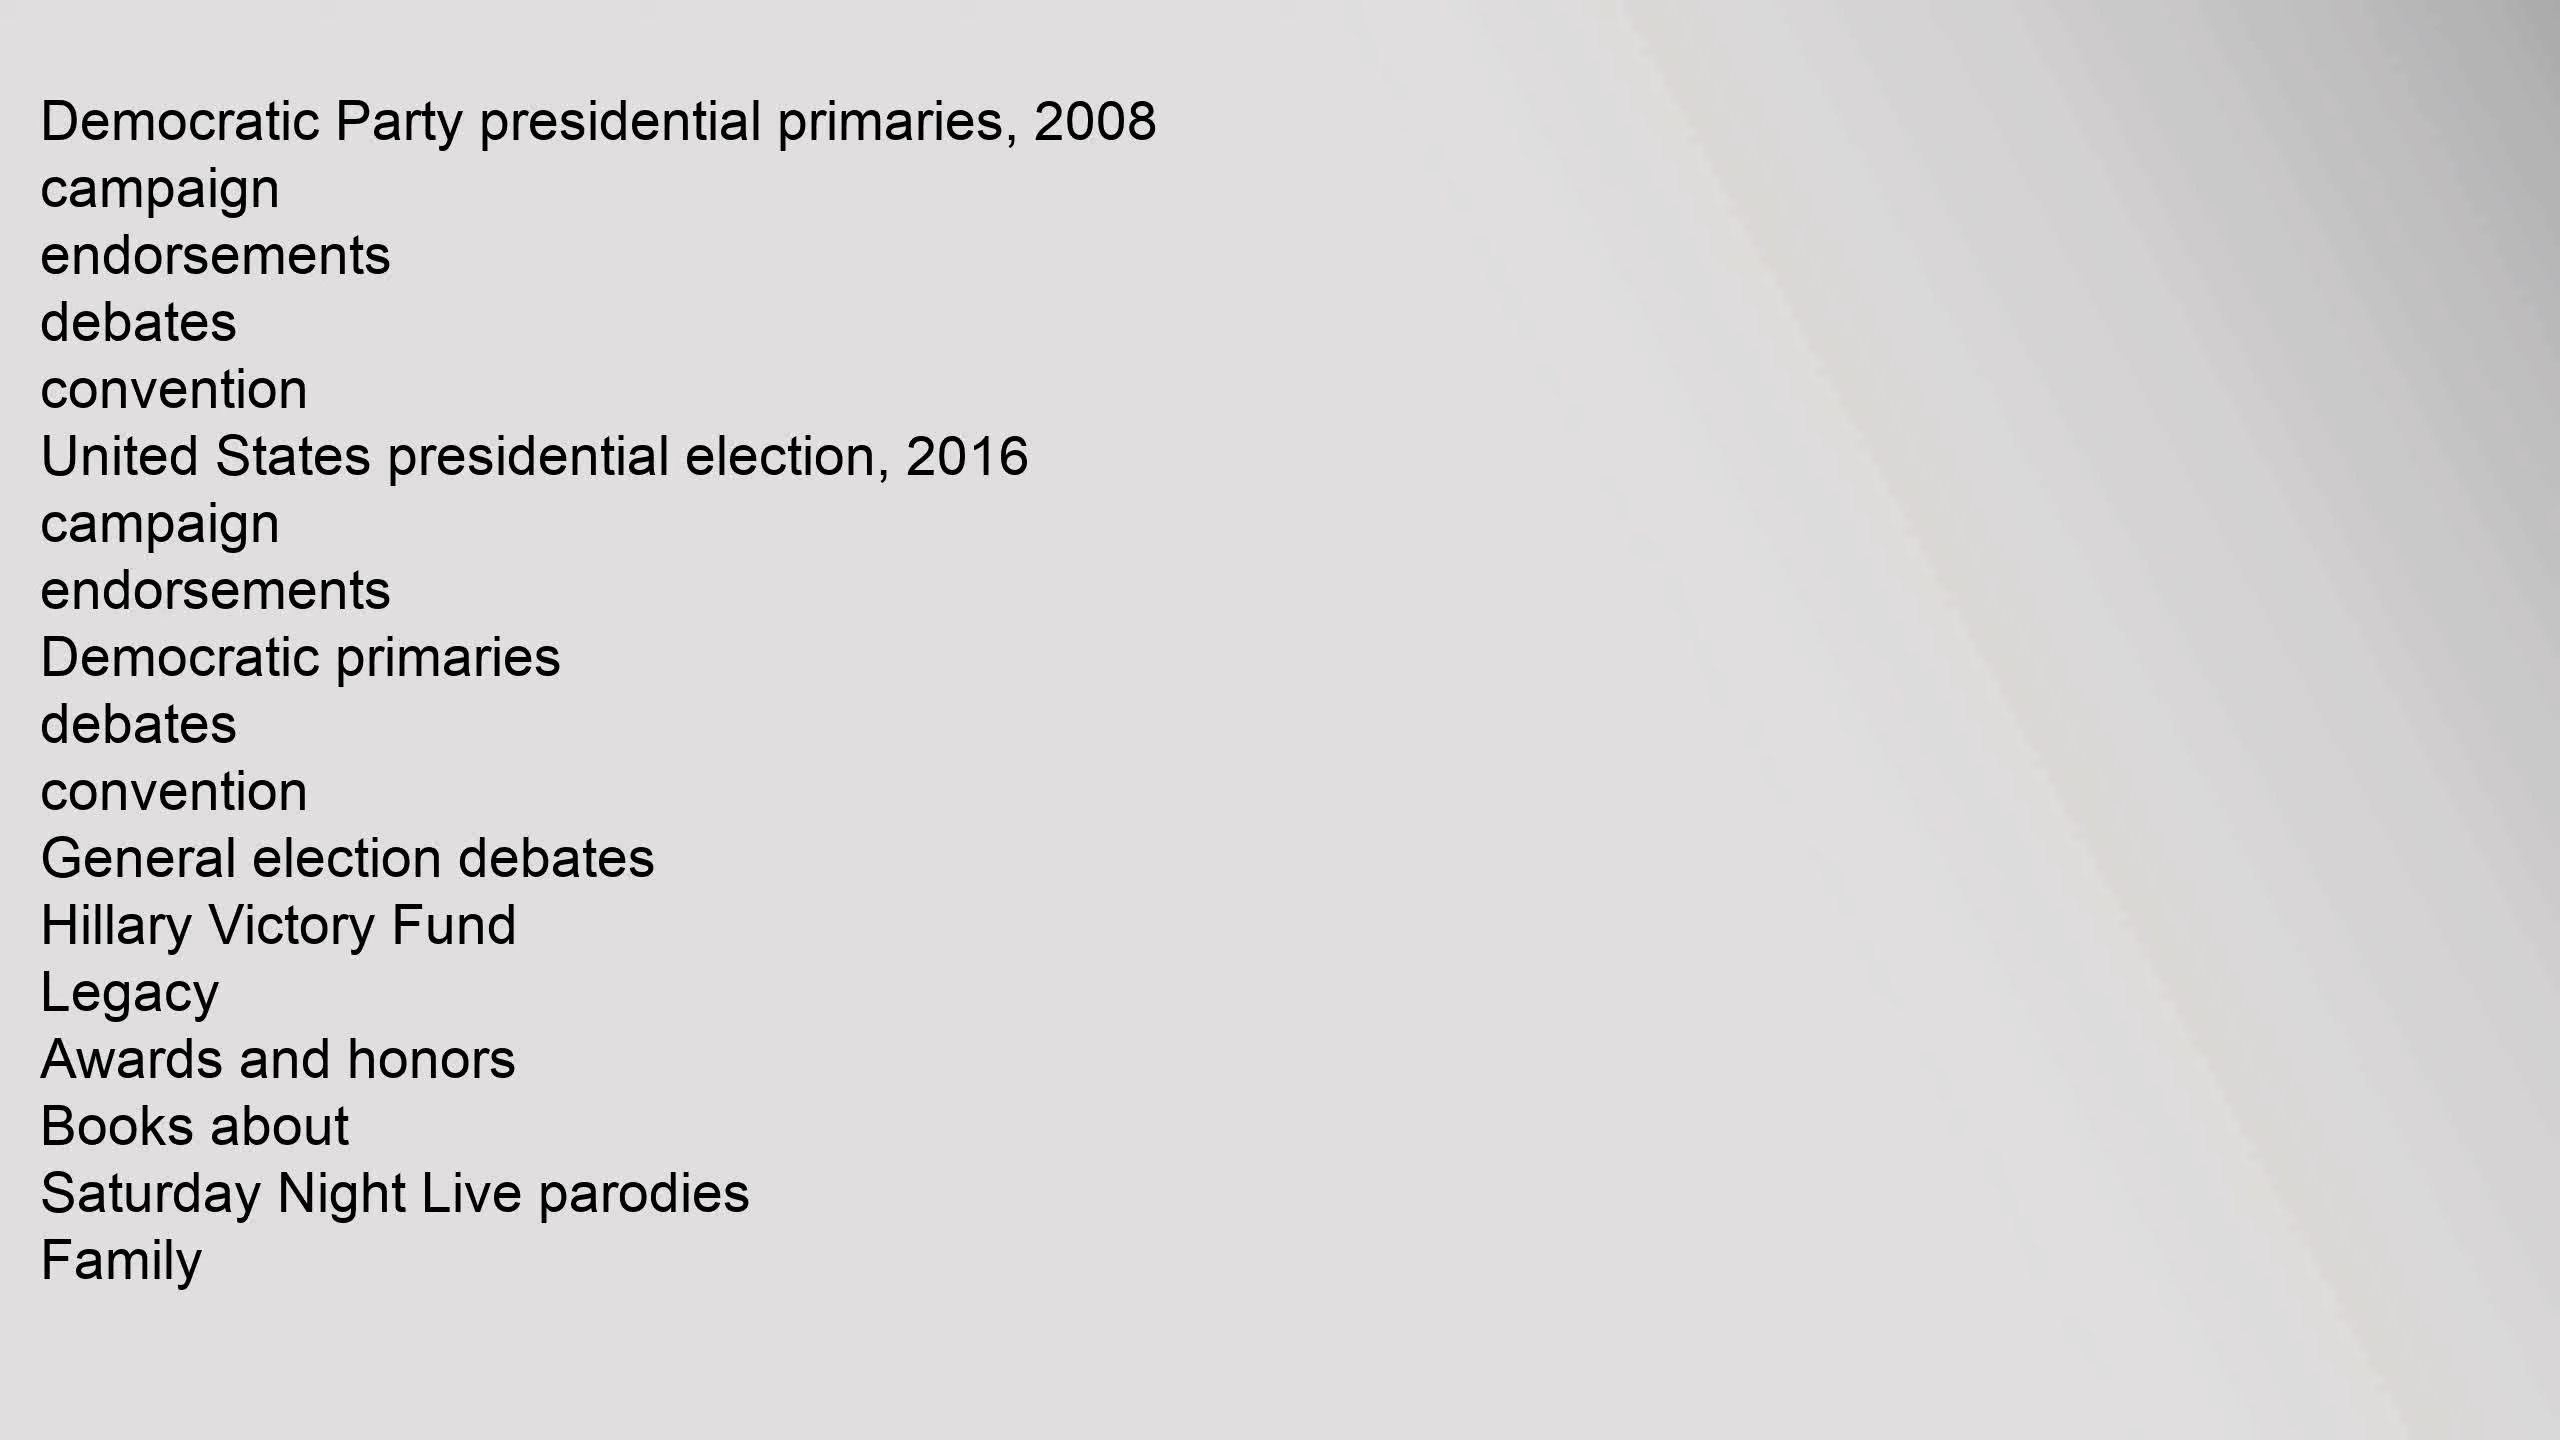 Democratic Party presidential primaries, 2008
campaign
endorsements
debates
convention
United States presidential election, 2016
campaign
endorsements
Democratic primaries
debates
convention
General election debates
Hillary Victory Fund
Legacy
Awards and honors
Books about
Saturday Night Live parodies
Family